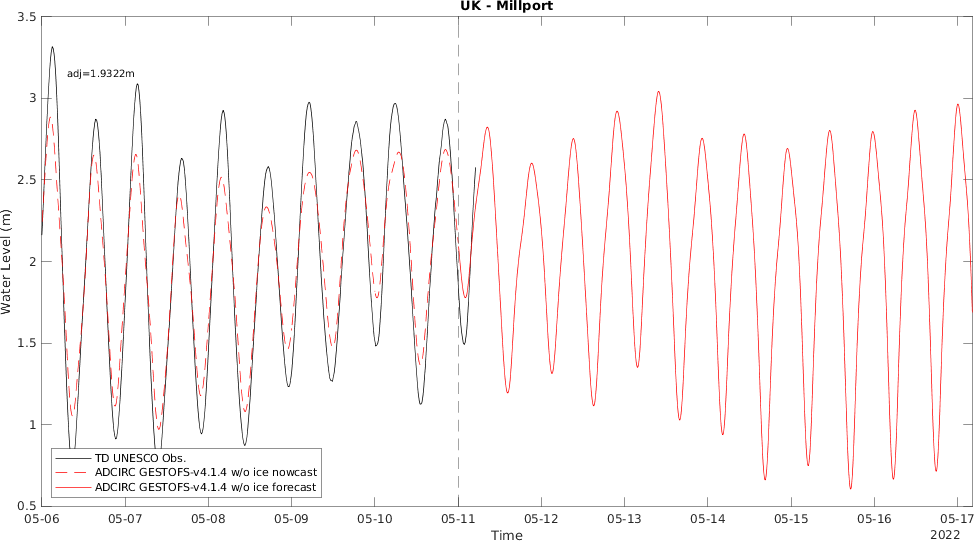 UK - Millport
3.5
3
2.5
2
1.5
1
0.5
Water Level (m)
adj=1.9322m
TD UNESCO Obs.
ADCIRC GESTOFS-v4.1.4 w/o ice nowcast
ADCIRC GESTOFS-v4.1.4 w/o ice forecast
05-06 05-07 05-08 05-09 05-10 05-11 05-12 05-13 05-14 05-15 05-16 05-17
Time
2022